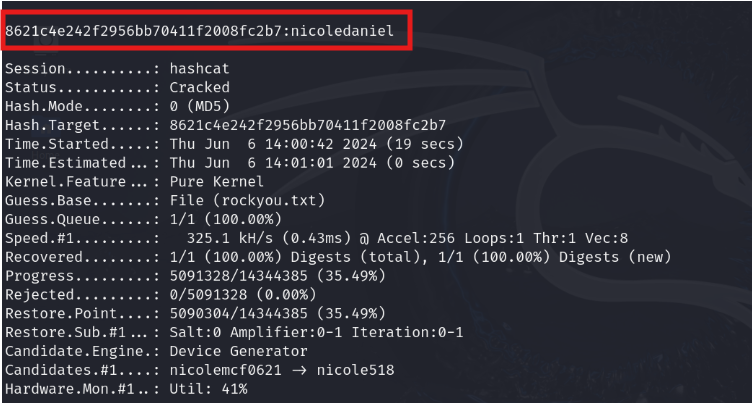 8621c4e242f2956bb70411f2008fc2b7:nicoledaniel
Session..........: hashcat
Status...........: Cracked
Hash.Mode........: 0 (MD5)
Hash.Target......: 8621c4e242f2956bb70411f2008fc2b7
Time.Started.....: Thu Jun  6 14:00:42 2024 (19 secs)
Time.Estimated...: Thu Jun  6 14:01:01 2024 (0 secs)
Kernel.Feature...: Pure Kernel
Guess.Base.......: File (rockyou.txt)
Guess.Queue......: 1/1 (100.00%)
Speed.#1.........:   325.1 kH/s (0.43ms) @ Accel:256 Loops:1 Thr:1 Vec:8
Recovered........: 1/1 (100.00%) Digests (total), 1/1 (100.00%) Digests (new)
Progress.........: 5091328/14344385 (35.49%)
Rejected.........: 0/5091328 (0.00%)
Restore.Point....: 5090304/14344385 (35.49%)
Restore.Sub.#1...: Salt:0 Amplifier:0-1 Iteration:0-1
Candidate.Engine.: Device Generator
Candidates.#1....: nicolemcf0621 -> nicole518
Hardware.Mon.#1..: Util: 41%